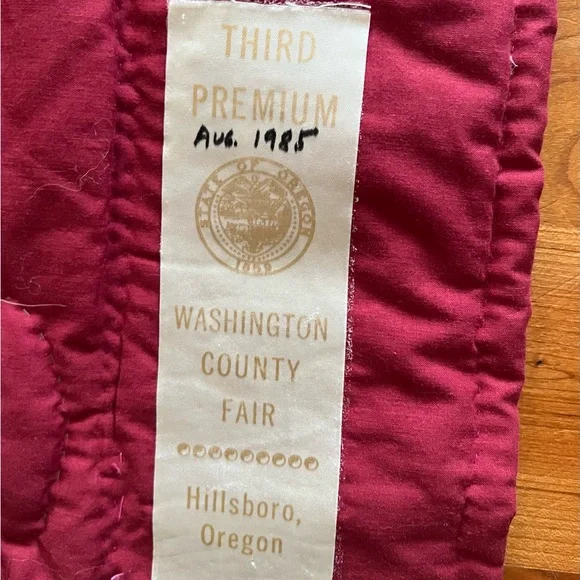 THIRD
PREMIUM
AUG. 1985
STATE OF OREGON
1859
WASHINGTON
COUNTY
FAIR
Hillsboro,
Oregon